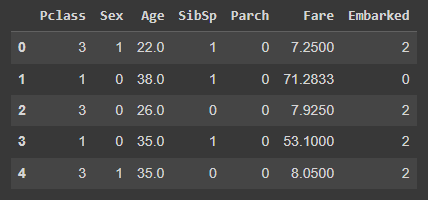 Pclass Sex Age SibSp Parch Fare Embarked
0 3 1 22.0 1 0 7.2500 2
1 1 0 38.0 1 0 71.2833 0
2 3 0 26.0 0 0 7.9250 2
3 1 0 35.0 1 0 53.1000 2
4 3 1 35.0 0 0 8.0500 2